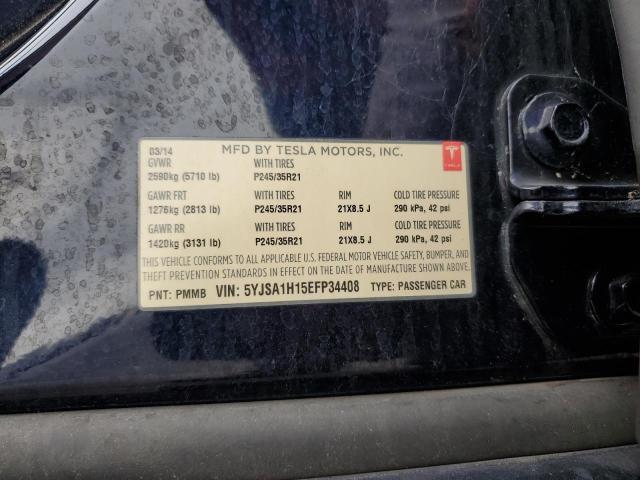 03/14 MFD BY TESLA MOTORS, INC.
GVWR WITH TIRES
2590kg (5710 lb) P245/35R21
TESLA
GAWR FRT WITH TIRES RIM COLD TIRE PRESSURE
1276kg (2813 lb) P245/35R21 21X8.5 J 290 kPa, 42 psi
GAWR RR WITH TIRES RIM COLD TIRE PRESSURE
1420kg (3131 lb) P245/35R21 21X8.5 J 290 kPa, 42 psi
THIS VEHICLE CONFORMS TO ALL APPLICABLE U.S. FEDERAL MOTOR VEHICLE SAFETY, BUMPER, AND
THEFT PREVENTION STANDARDS IN EFFECT ON THE DATE OF MANUFACTURE SHOWN ABOVE.
PNT: PMMB VIN: 5YJSA1H15EFP34408 TYPE: PASSENGER CAR